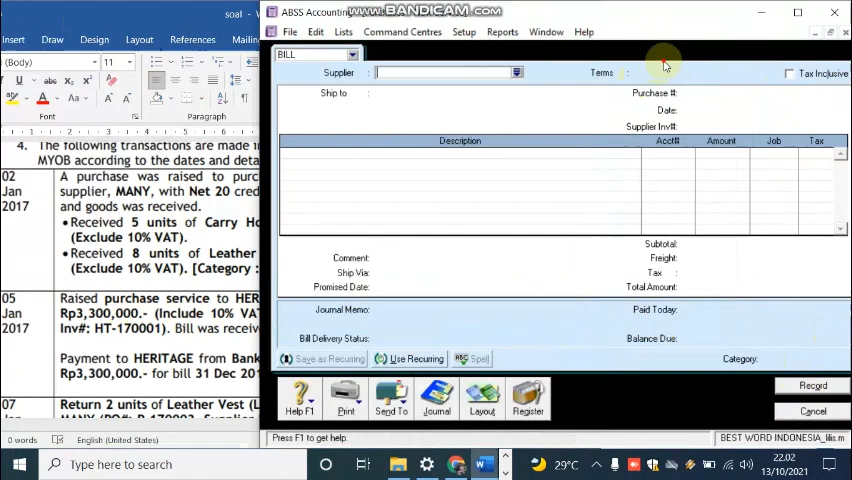 soal
Insert Draw Design Layout References Mailin
(Body) 11
Font Paragraph
4. The following transactions are made in
MYOB according to the dates and detai
02 Jan 2017
A purchase was raised to purc
supplier, MANY, with Net 20 cred
and goods was received.
•Received 5 units of Carry Ho
(Exclude 10% VAT).
•Received 8 units of Leather
(Exclude 10% VAT). [Category :
05 Jan 2017
Raised purchase service to HER
Rp3,300,000.- (Include 10% VA
Inv#: HT-170001). Bill was receiv
Payment to HERITAGE from Bank
Rp3,300,000.- for bill 31 Dec 201
07
Jan
Return 2 units of Leather Vest (L
0 words English (United States)
ABSS Accounting
www.BANDICAM.com
File Edit Lists Command Centres Setup Reports Window Help
BILL
Supplier : Terms : Tax Inclusive
Ship to : Purchase #:
Date:
Supplier Inv#:
Description Acct# Amount Job Tax
Subtotal:
Comment: Freight:
Ship Via: Tax :
Promised Date: Total Amount:
Journal Memo: Paid Today:
Bill Delivery Status: Balance Due:
Save as Recurring Use Recurring Spell Category:
Help F1 Print Send To Journal Layout Register
Record
Cancel
Press F1 to get help. BEST WORD INDONESIA_lilis.m
Type here to search 29°C 22.02
13/10/2021